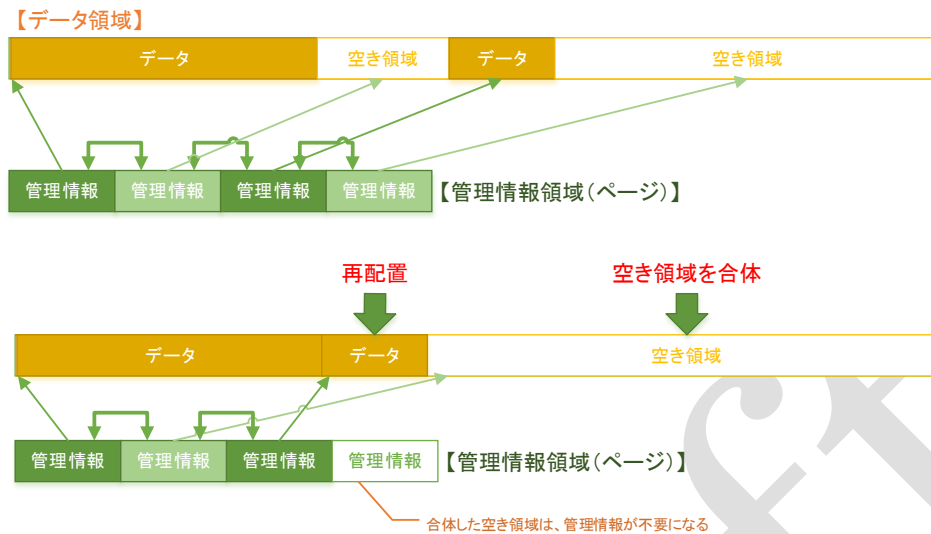 【データ領域】
データ 空き領域 データ 空き領域
管理情報 管理情報 管理情報 管理情報 【管理情報領域（ページ）】
再配置 空き領域を合体
データ データ 空き領域
管理情報 管理情報 管理情報 管理情報 【管理情報領域（ページ）】
合体した空き領域は、管理情報が不要になる